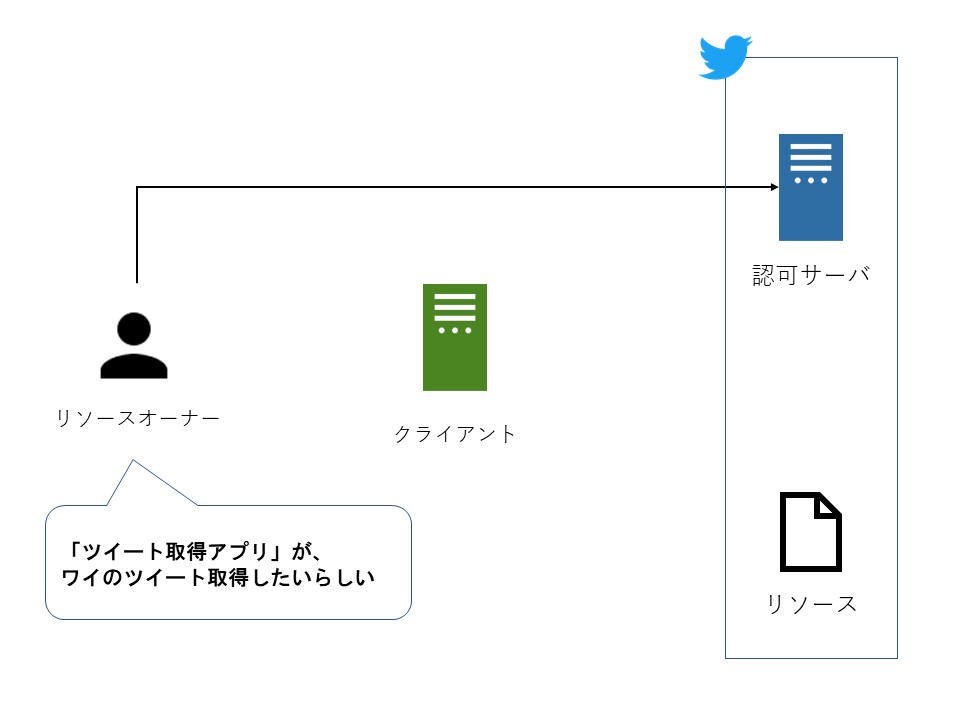 認可サーバ
リソースオーナー
クライアント
「ツイート取得アプリ」が、
ワイのツイート取得したいらしい
リソース